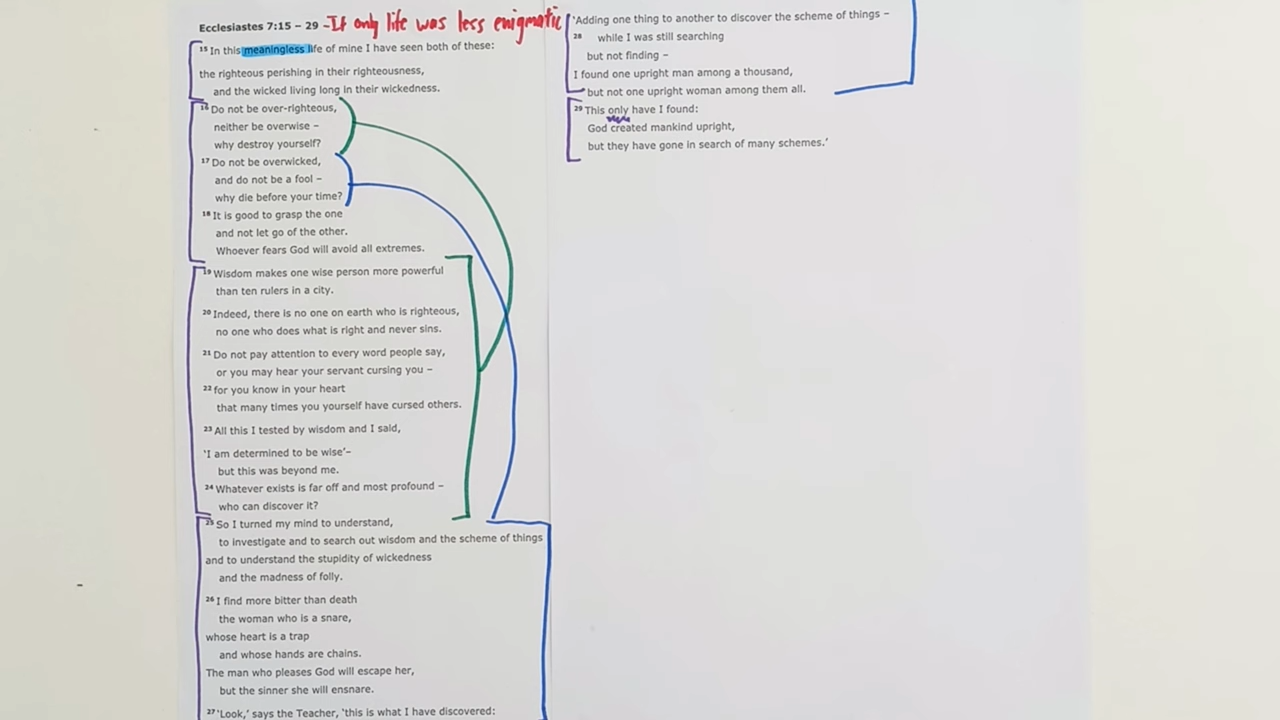 Ecclesiastes 7:15 – 29 - If only life was less enigmatic
15 In this meaningless life of mine I have seen both of these:
the righteous perishing in their righteousness,
and the wicked living long in their wickedness.
16 Do not be over-righteous,
neither be overwise –
why destroy yourself?
17 Do not be overwicked,
and do not be a fool –
why die before your time?
18 It is good to grasp the one
and not let go of the other.
Whoever fears God will avoid all extremes.
19 Wisdom makes one wise person more powerful
than ten rulers in a city.
20 Indeed, there is no one on earth who is righteous,
no one who does what is right and never sins.
21 Do not pay attention to every word people say,
or you may hear your servant cursing you –
22 for you know in your heart
that many times you yourself have cursed others.
23 All this I tested by wisdom and I said,
'I am determined to be wise'–
but this was beyond me.
24 Whatever exists is far off and most profound –
who can discover it?
25 So I turned my mind to understand,
to investigate and to search out wisdom and the scheme of things
and to understand the stupidity of wickedness
and the madness of folly.
26 I find more bitter than death
the woman who is a snare,
whose heart is a trap
and whose hands are chains.
The man who pleases God will escape her,
but the sinner she will ensnare.
27 'Look,' says the Teacher, 'this is what I have discovered:
'Adding one thing to another to discover the scheme of things –
28 while I was still searching
but not finding –
I found one upright man among a thousand,
but not one upright woman among them all.
29 This only have I found:
God created mankind upright,
but they have gone in search of many schemes.'